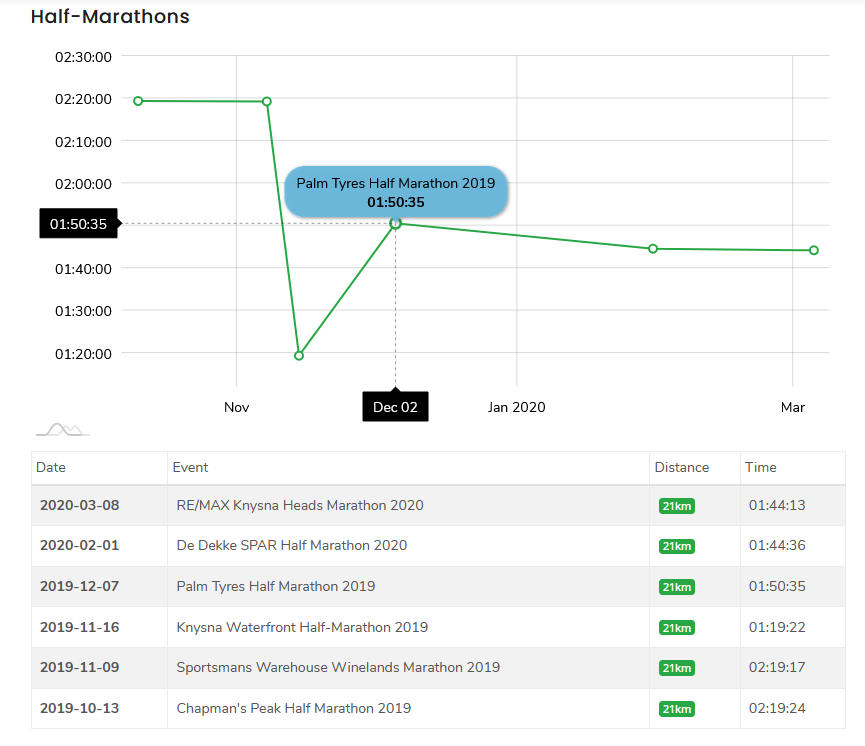 Half-Marathons
02:30:00
02:20:00
02:10:00
02:00:00
Palm Tyres Half Marathon 2019
01:50:35
01:50:35
01:40:00
01:30:00
01:20:00
Nov
Dec 02
Jan 2020
Mar
Date Event Distance Time
2020-03-08 RE/MAX Knysna Heads Marathon 2020 21km 01:44:13
2020-02-01 De Dekke SPAR Half Marathon 2020 21km 01:44:36
2019-12-07 Palm Tyres Half Marathon 2019 21km 01:50:35
2019-11-16 Knysna Waterfront Half-Marathon 2019 21km 01:19:22
2019-11-09 Sportsmans Warehouse Winelands Marathon 2019 21km 02:19:17
2019-10-13 Chapman's Peak Half Marathon 2019 21km 02:19:24